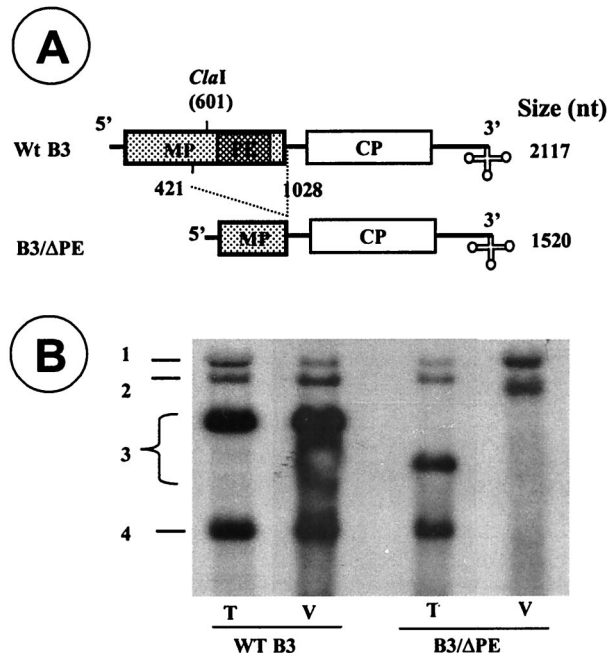 A
ClaI
(601)
Size (nt)
5' 3'
Wt B3 MP PE CP 2117
421 1028
5' 3'
B3/ΔPE MP CP 1520
B
1
2
3
4
T V T V
WT B3 B3/ΔPE